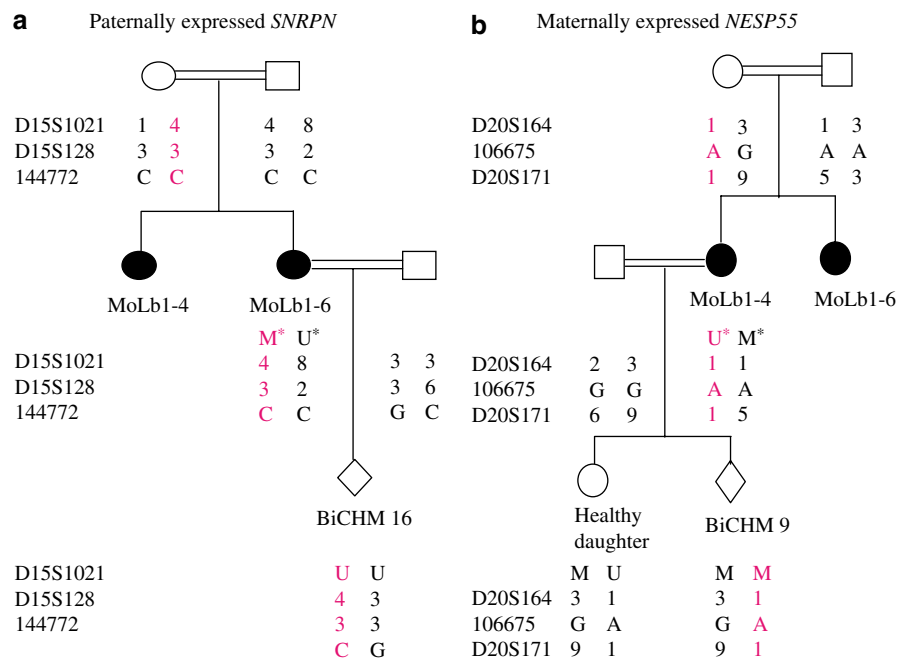 a Paternally expressed SNRPN
D15S1021 1 4 4 8
D15S128 3 3 3 2
144772 C C C C
MoLb1-4 MoLb1-6
M* U*
D15S1021 4 8 3 3
D15S128 3 2 3 6
144772 C C G C
BiCHM 16
D15S1021 U U
D15S128 4 3
144772 3 3
C G
b Maternally expressed NESP55
D20S164 1 3 1 3
106675 A G A A
D20S171 1 9 5 3
MoLb1-4 MoLb1-6
U* M*
D20S164 2 3 1 1
106675 G G A A
D20S171 6 9 1 5
Healthy
daughter
BiCHM 9
M U M M
D20S164 3 1 3 1
106675 G A G A
D20S171 9 1 9 1